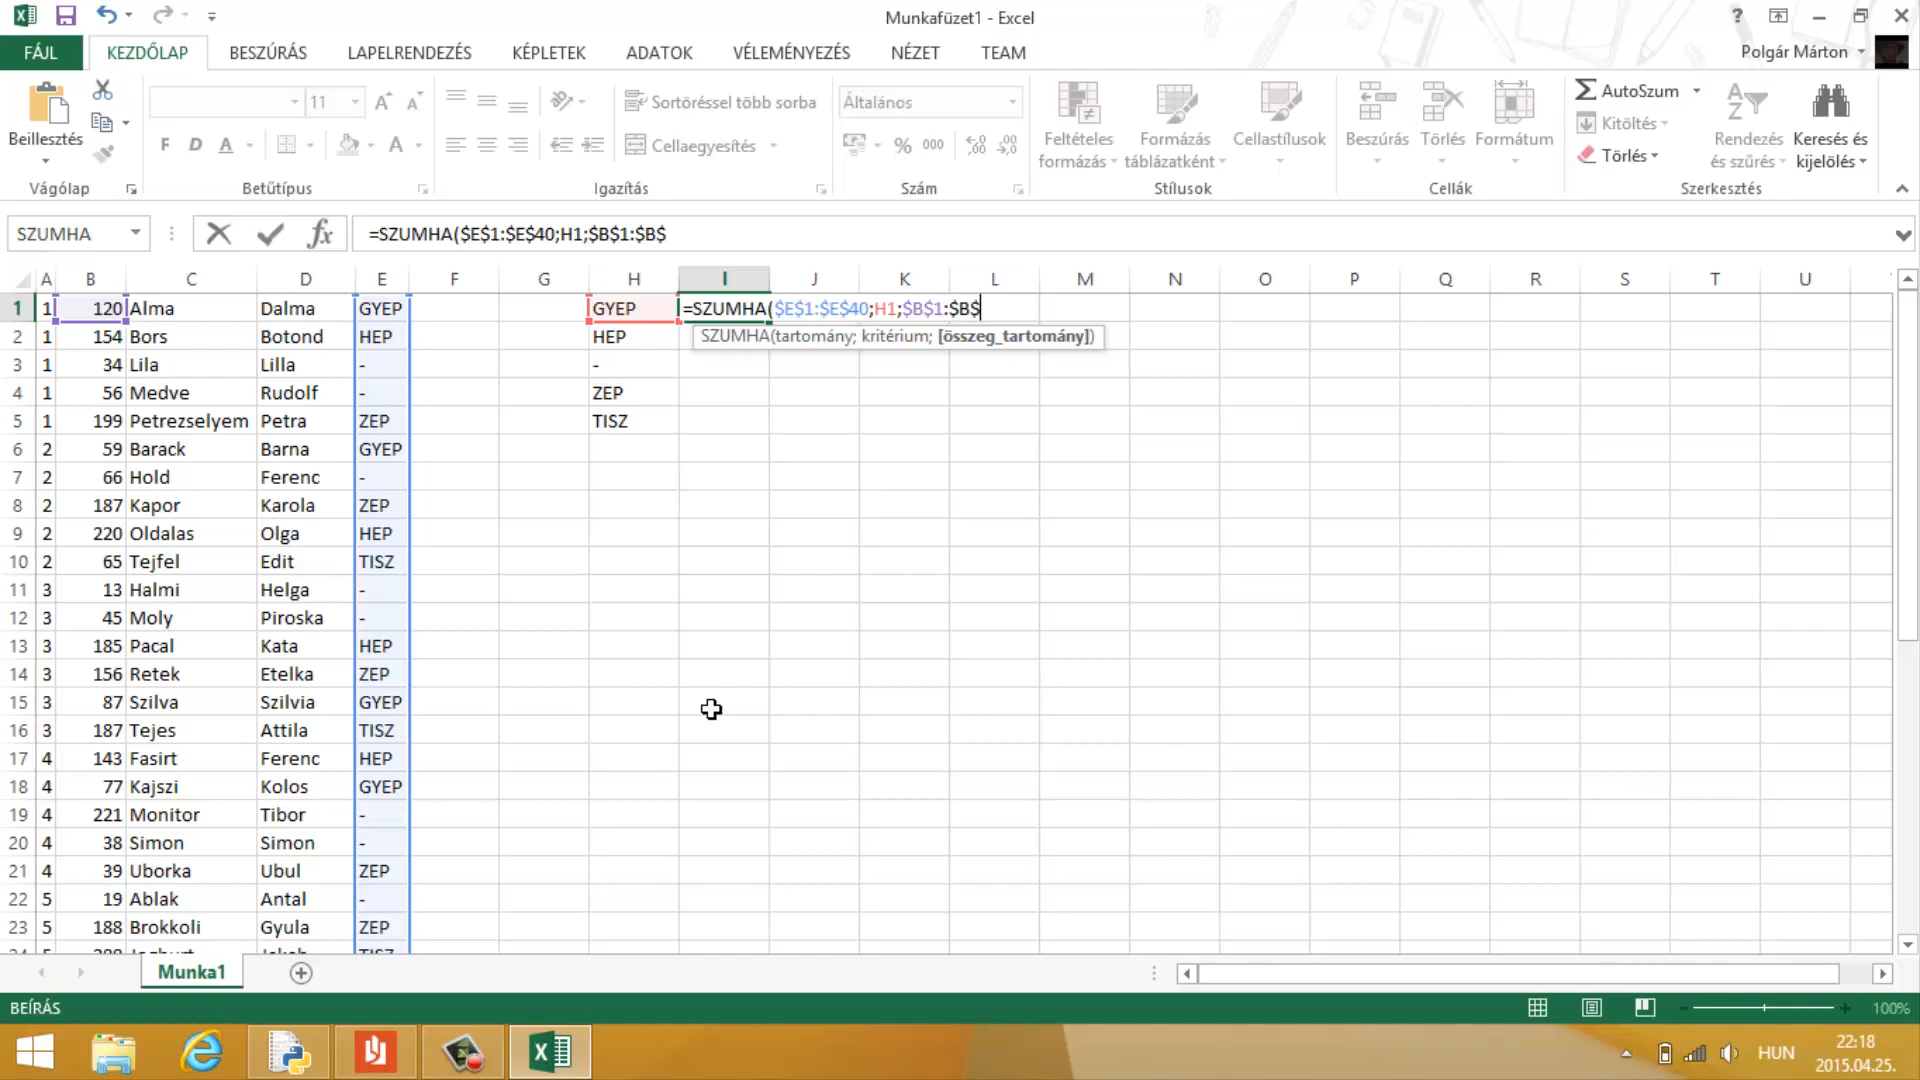 Munkafüzet1 - Excel
FÁJL KEZDŐLAP BESZÚRÁS LAPELRENDEZÉS KÉPLETEK ADATOK VÉLEMÉNYEZÉS NÉZET TEAM Polgár Márton
Beillesztés
Vágólap
11
F D A A
Betűtípus
Sortöréssel több sorba
Cellaegyesítés
Igazítás
Általános
% 000
Szám
Feltételes formázás
Formázás táblázatként
Cellastílusok
Stílusok
Beszúrás Törlés Formátum
Cellák
AutoSzum
Kitöltés
Törlés
Rendezés és szűrés
Keresés és kijelölés
Szerkesztés
SZUMHA fx =SZUMHA($E$1:$E$40;H1;$B$1:$B$
A B C D E F G H I J K L M N O P Q R S T U
1 1 120 Alma Dalma GYEP GYEP =SZUMHA($E$1:$E$40;H1;$B$1:$B$
SZUMHA(tartomány; kritérium; [összeg_tartomány])
2 1 154 Bors Botond HEP HEP
3 1 34 Lila Lilla - -
4 1 56 Medve Rudolf - ZEP
5 1 199 Petrezselyem Petra ZEP TISZ
6 2 59 Barack Barna GYEP
7 2 66 Hold Ferenc -
8 2 187 Kapor Karola ZEP
9 2 220 Oldalas Olga HEP
10 2 65 Tejfel Edit TISZ
11 3 13 Halmi Helga -
12 3 45 Moly Piroska -
13 3 185 Pacal Kata HEP
14 3 156 Retek Etelka ZEP
15 3 87 Szilva Szilvia GYEP
16 3 187 Tejes Attila TISZ
17 4 143 Fasirt Ferenc HEP
18 4 77 Kajszi Kolos GYEP
19 4 221 Monitor Tibor -
20 4 38 Simon Simon -
21 4 39 Uborka Ubul ZEP
22 5 19 Ablak Antal -
23 5 188 Brokkoli Gyula ZEP
Munka1
BEÍRÁS 100%
HUN 22:18
2015.04.25.